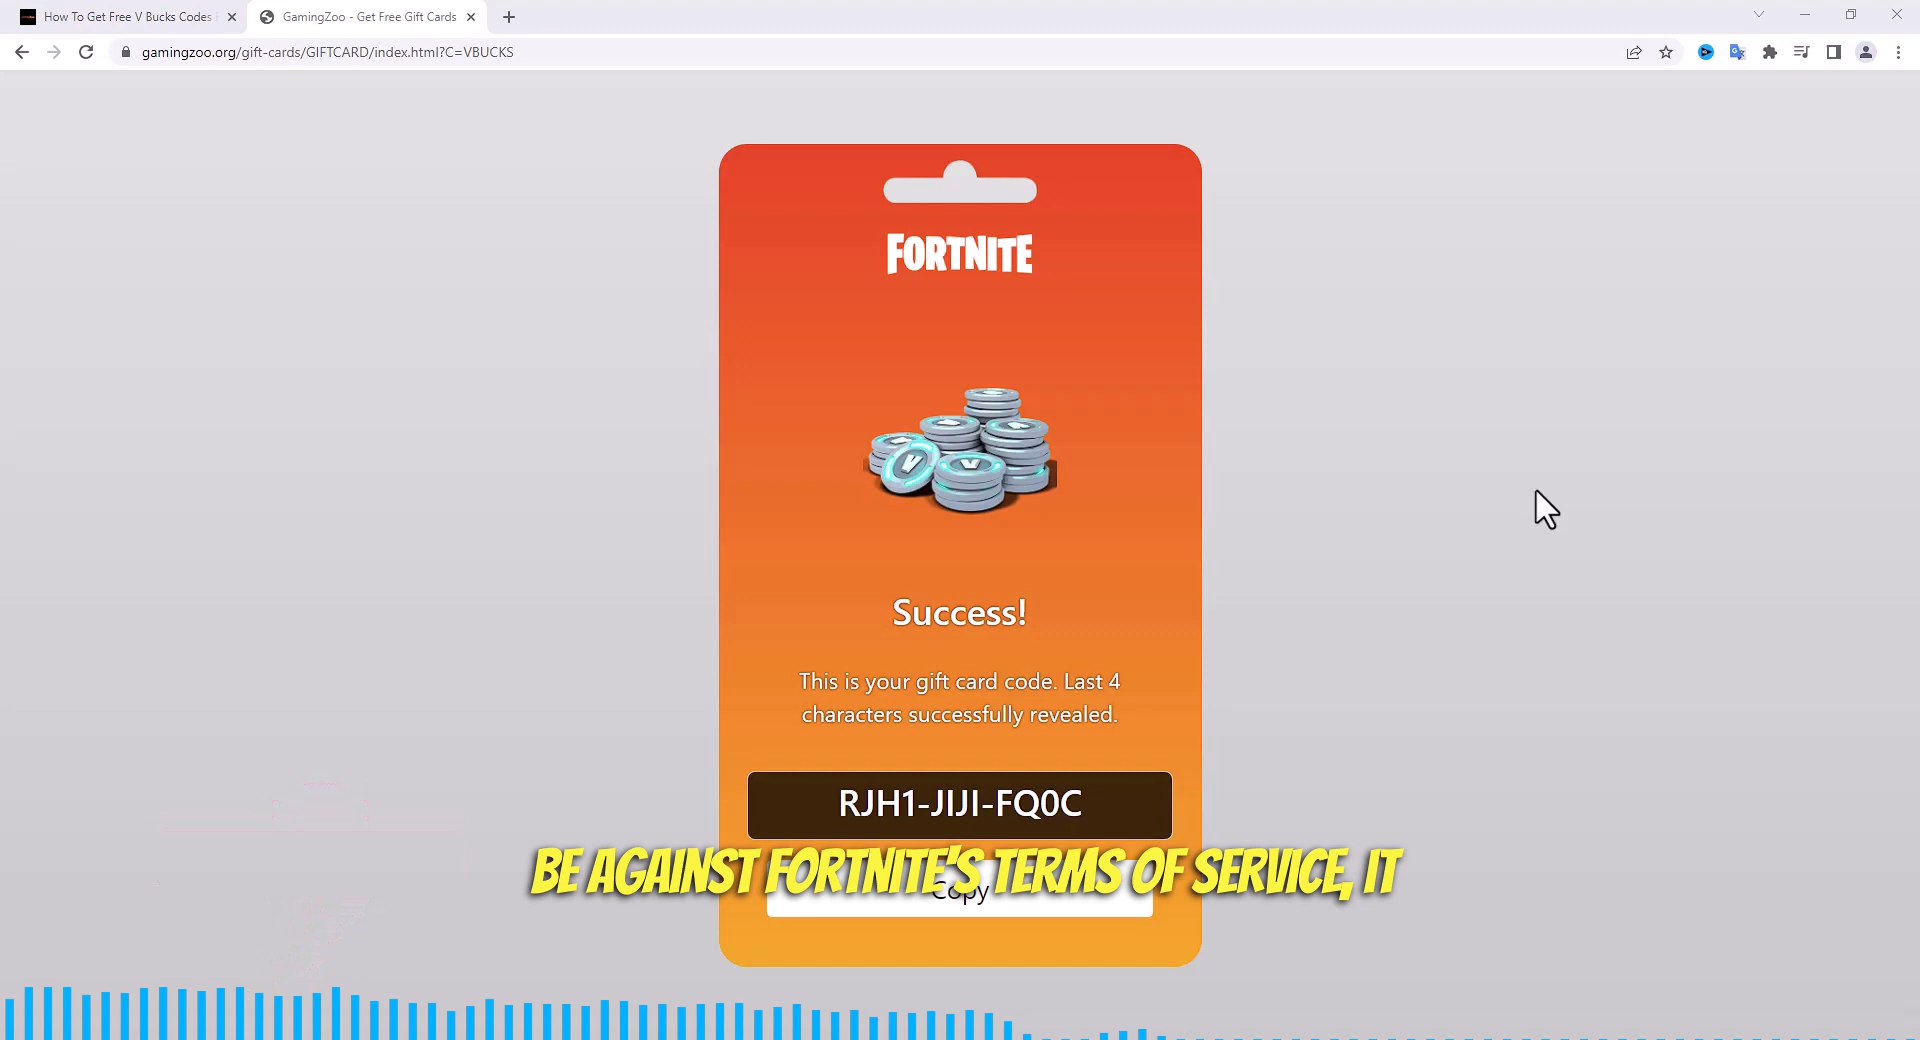 How To Get Free V Bucks Codes
GamingZoo - Get Free Gift Cards
gamingzoo.org/gift-cards/GIFTCARD/index.html?C=VBUCKS
FORTNITE
Success!
This is your gift card code. Last 4
characters successfully revealed.
RJH1-JIJI-FQ0C
BE AGAINST FORTNITE'S TERMS OF SERVICE, IT
Copy